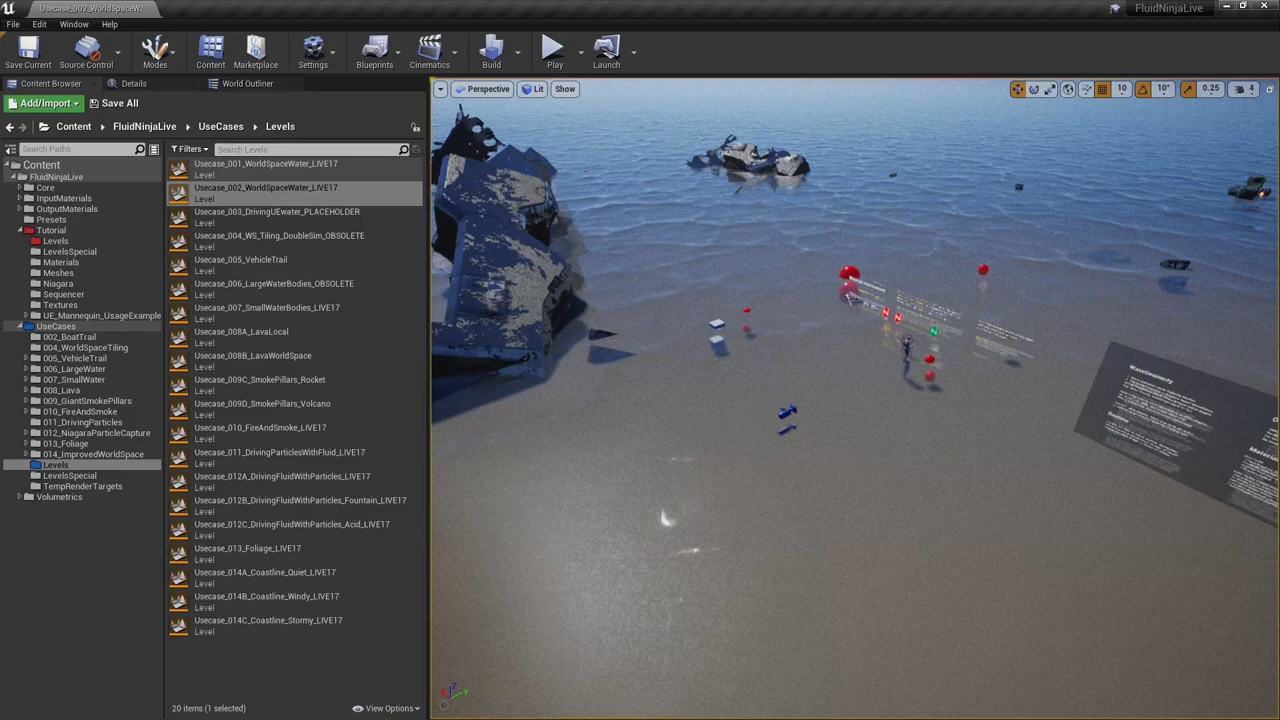 Usecase_002_WorldSpaceW.
FluidNinjaLive
File Edit Window Help
Save Current Source Control Modes Content Marketplace Settings Blueprints Cinematics Build Play Launch
Content Browser Details World Outliner
Perspective Lit Show 10 10° 0.25 4
Add/Import Save All
Content FluidNinjaLive UseCases Levels
Search Paths
Filters Search Levels
Content
FluidNinjaLive
Core
InputMaterials
OutputMaterials
Presets
Tutorial
Levels
LevelsSpecial
Materials
Meshes
Niagara
Sequencer
Textures
UE_Mannequin_UsageExample
UseCases
002_BoatTrail
004_WorldSpaceTiling
005_VehicleTrail
006_LargeWater
007_SmallWater
008_Lava
009_GiantSmokePillars
010_FireAndSmoke
011_DrivingParticles
012_NiagaraParticleCapture
013_Foliage
014_ImprovedWorldSpace
Levels
LevelsSpecial
TempRenderTargets
Volumetrics
Usecase_001_WorldSpaceWater_LIVE17
Level
Usecase_002_WorldSpaceWater_LIVE17
Level
Usecase_003_DrivingUEwater_PLACEHOLDER
Level
Usecase_004_WS_Tiling_DoubleSim_OBSOLETE
Level
Usecase_005_VehicleTrail
Level
Usecase_006_LargeWaterBodies_OBSOLETE
Level
Usecase_007_SmallWaterBodies_LIVE17
Level
Usecase_008A_LavaLocal
Level
Usecase_008B_LavaWorldSpace
Level
Usecase_009C_SmokePillars_Rocket
Level
Usecase_009D_SmokePillars_Volcano
Level
Usecase_010_FireAndSmoke_LIVE17
Level
Usecase_011_DrivingParticlesWithFluid_LIVE17
Level
Usecase_012A_DrivingFluidWithParticles_LIVE17
Level
Usecase_012B_DrivingFluidWithParticles_Fountain_LIVE17
Level
Usecase_012C_DrivingFluidWithParticles_Acid_LIVE17
Level
Usecase_013_Foliage_LIVE17
Level
Usecase_014A_Coastline_Quiet_LIVE17
Level
Usecase_014B_Coastline_Windy_LIVE17
Level
Usecase_014C_Coastline_Stormy_LIVE17
Level
20 items (1 selected) View Options
WaveGeometry
Z
X
Y